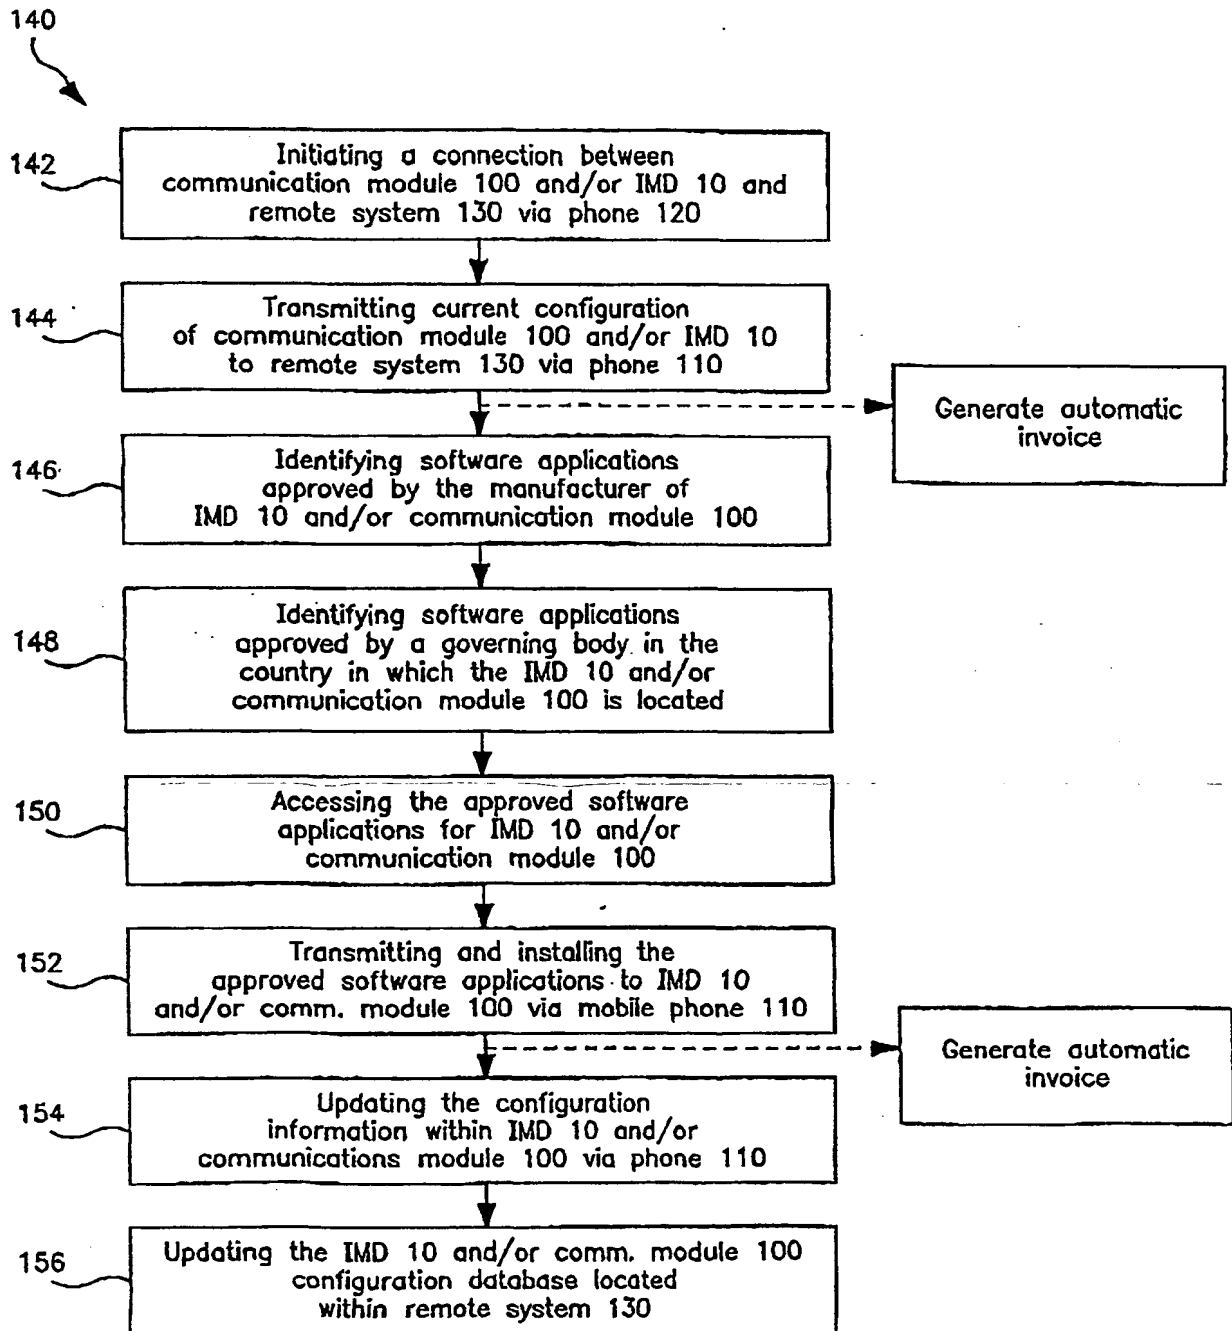 140
142
Initiating a connection between
communication module 100 and/or IMD 10 and
remote system 130 via phone 120
144
Transmitting current configuration
of communication module 100 and/or IMD 10
to remote system 130 via phone 110
Generate automatic
invoice
146
Identifying software applications
approved by the manufacturer of
IMD 10 and/or communication module 100
148
Identifying software applications
approved by a governing body in the
country in which the IMD 10 and/or
communication module 100 is located
150
Accessing the approved software
applications for IMD 10 and/or
communication module 100
152
Transmitting and installing the
approved software applications to IMD 10
and/or comm. module 100 via mobile phone 110
Generate automatic
invoice
154
Updating the configuration
information within IMD 10 and/or
communications module 100 via phone 110
156
Updating the IMD 10 and/or comm. module 100
configuration database located
within remote system 130